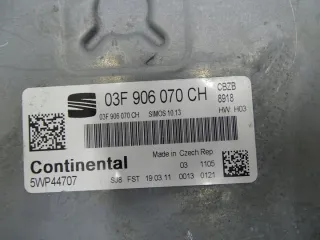 03F 906 070 CH
CBZB
8918
03F 906 070 CH SIMOS 10.13 HW: H03
Continental
Made in Czech Rep
03 1105
5WP44707 S36 FST 19.03.11 0013 0121